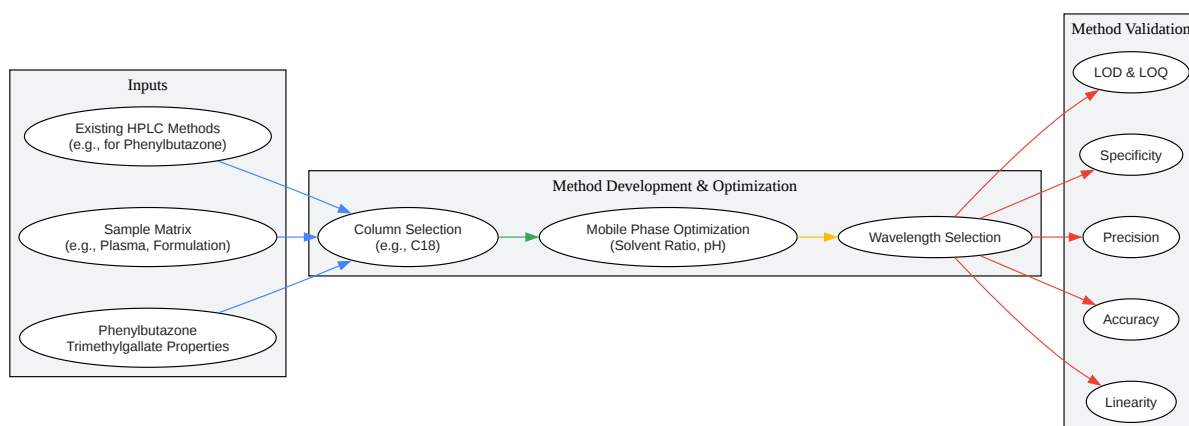 Inputs
Existing HPLC Methods
(e.g., for Phenylbutazone)
Sample Matrix
(e.g., Plasma, Formulation)
Phenylbutazone
Trimethylgallate Properties
Method Development & Optimization
Column Selection
(e.g., C18)
Mobile Phase Optimization
(Solvent Ratio, pH)
Wavelength Selection
Method Validation
LOD & LOQ
Specificity
Precision
Accuracy
Linearity